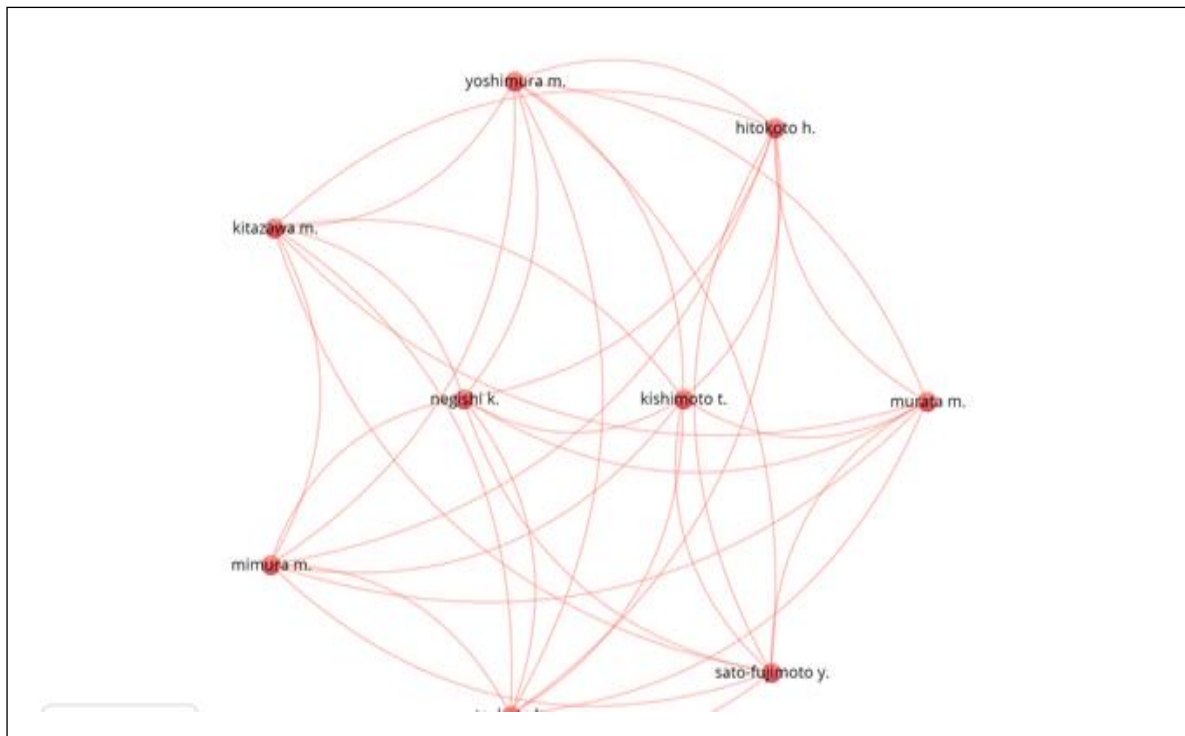 yoshimura m.
hitokoto h.
kitazawa m.
negishi k.
kishimoto t.
murata m.
mimura m.
sato-fujimoto y.